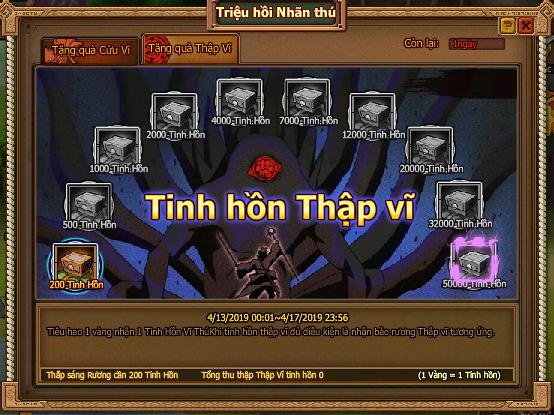 Triệu hồi Nhãn thú
Tặng quà Cửu Vĩ
Tặng quà Thập Vĩ
Còn lại:
1ngày
4000 Tinh Hồn
7000 Tinh Hồn
2000 Tinh Hồn
12000 Tinh Hồn
1000 Tinh Hồn
20000 Tinh Hồn
Tinh hồn Thập vĩ
500 Tinh Hồn
32000 Tinh Hồn
200 Tinh Hồn
50000 Tinh Hồn
4/13/2019 00:01~4/17/2019 23:56
Tiêu hao 1 vàng nhận 1 Tinh Hồn Vĩ ThúKhi tinh hồn thập vĩ đủ điều kiện là nhận bảo rương Thập vĩ tương ứng.
Thắp sáng Rương cần 200 Tinh Hồn
Tổng thu thập Thập Vĩ tinh hồn 0
(1 Vàng = 1 Tinh hồn)